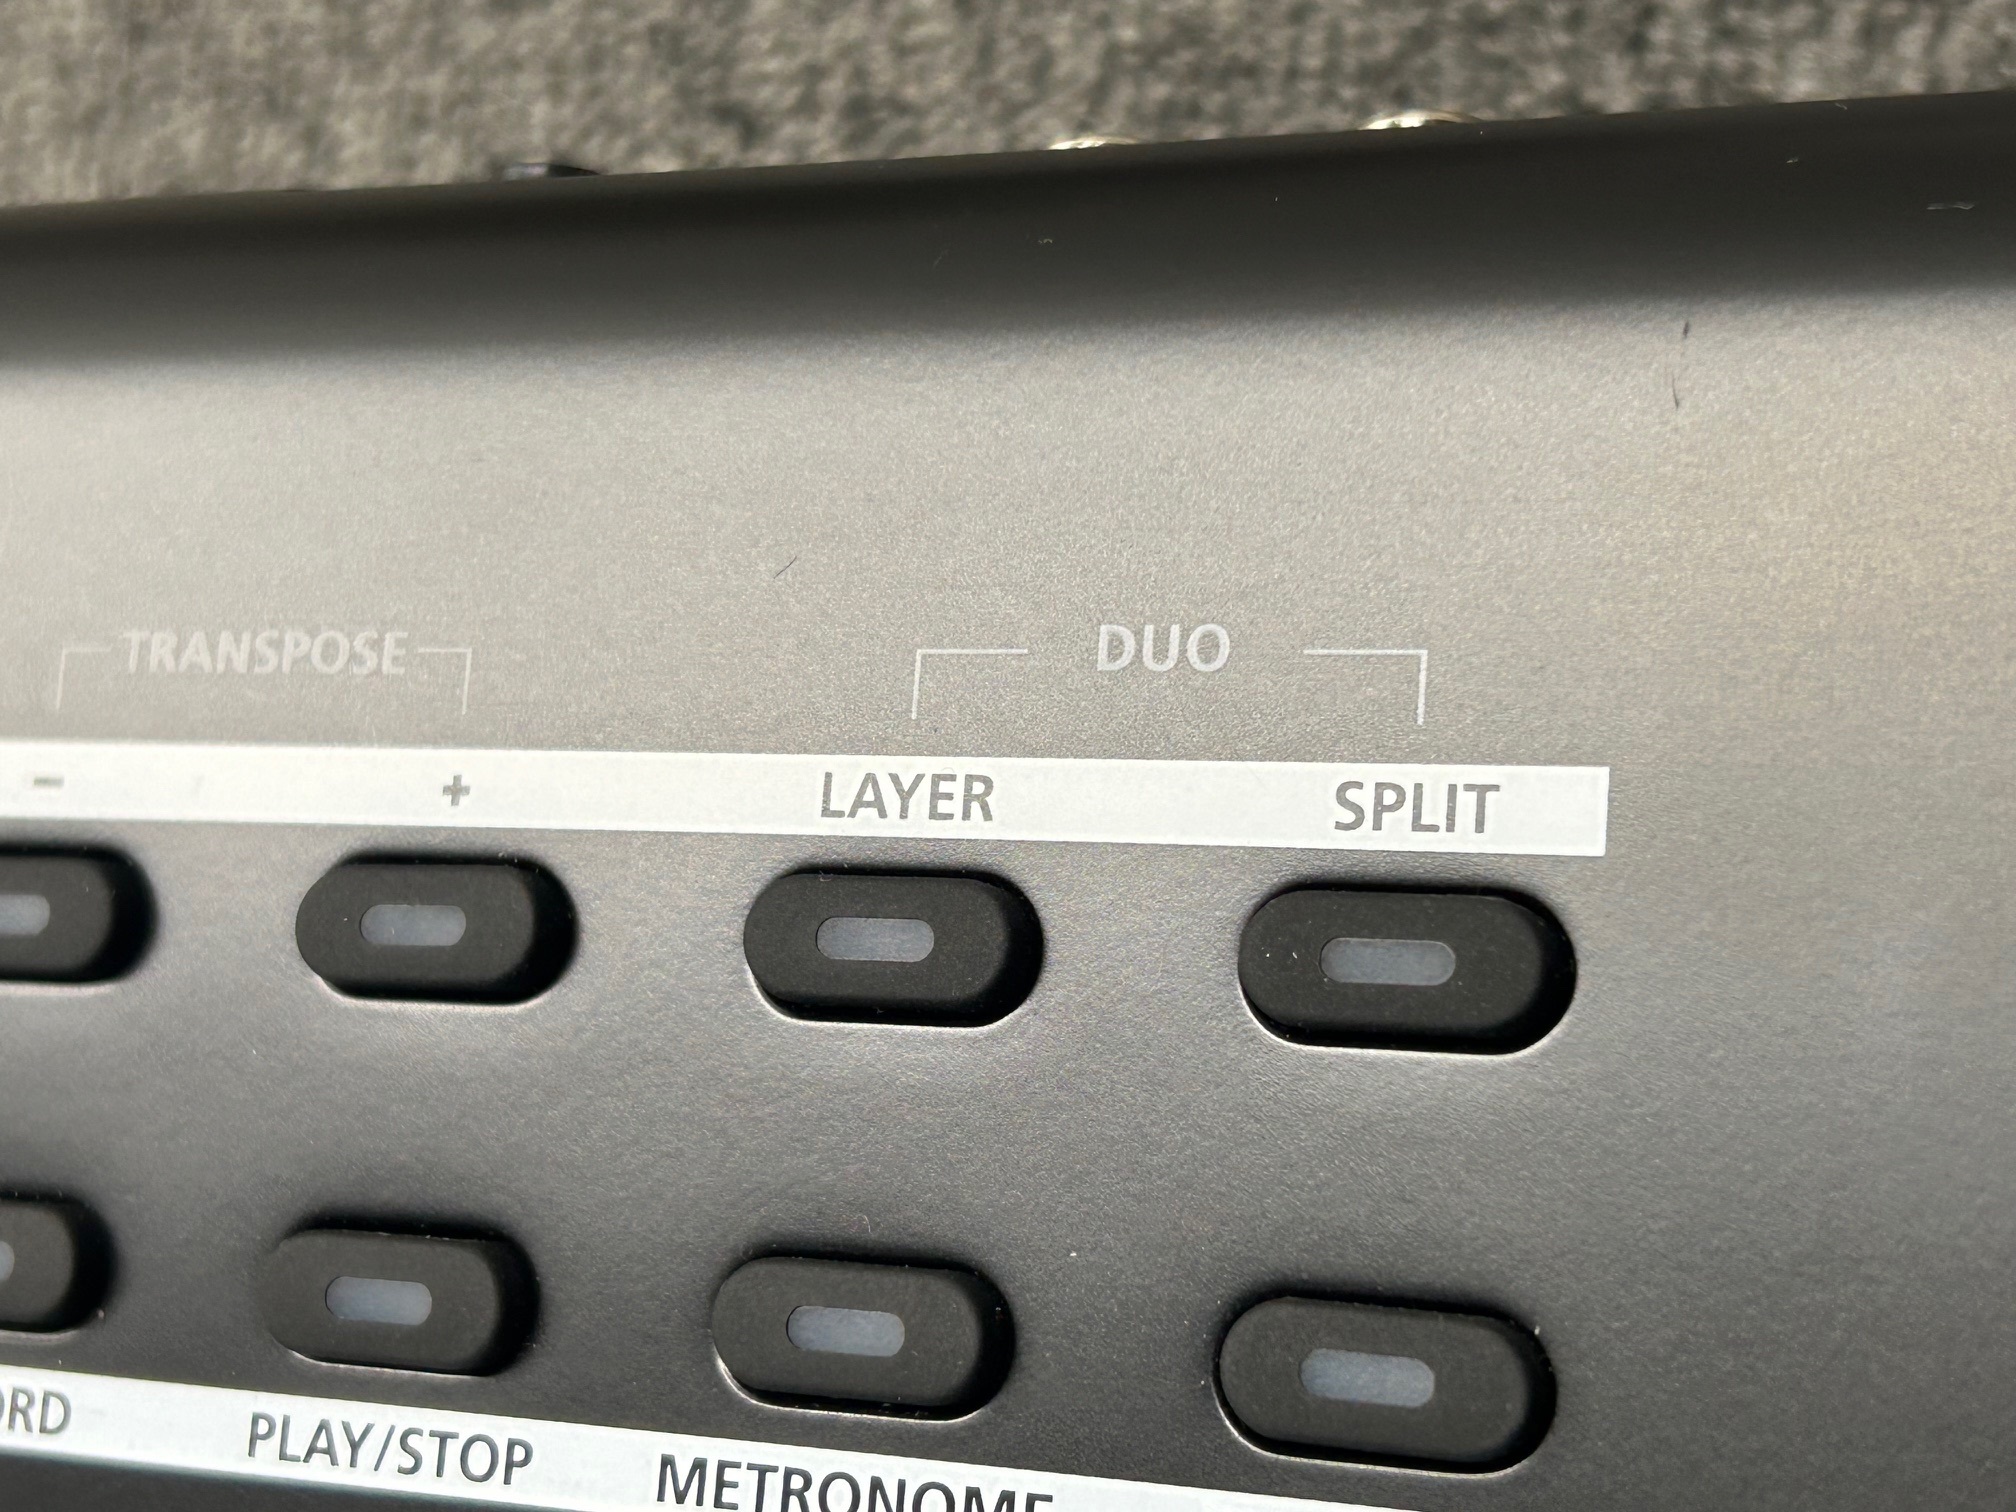 TRANSPOSE DUO
- + LAYER SPLIT
ORD PLAY/STOP METRONOME